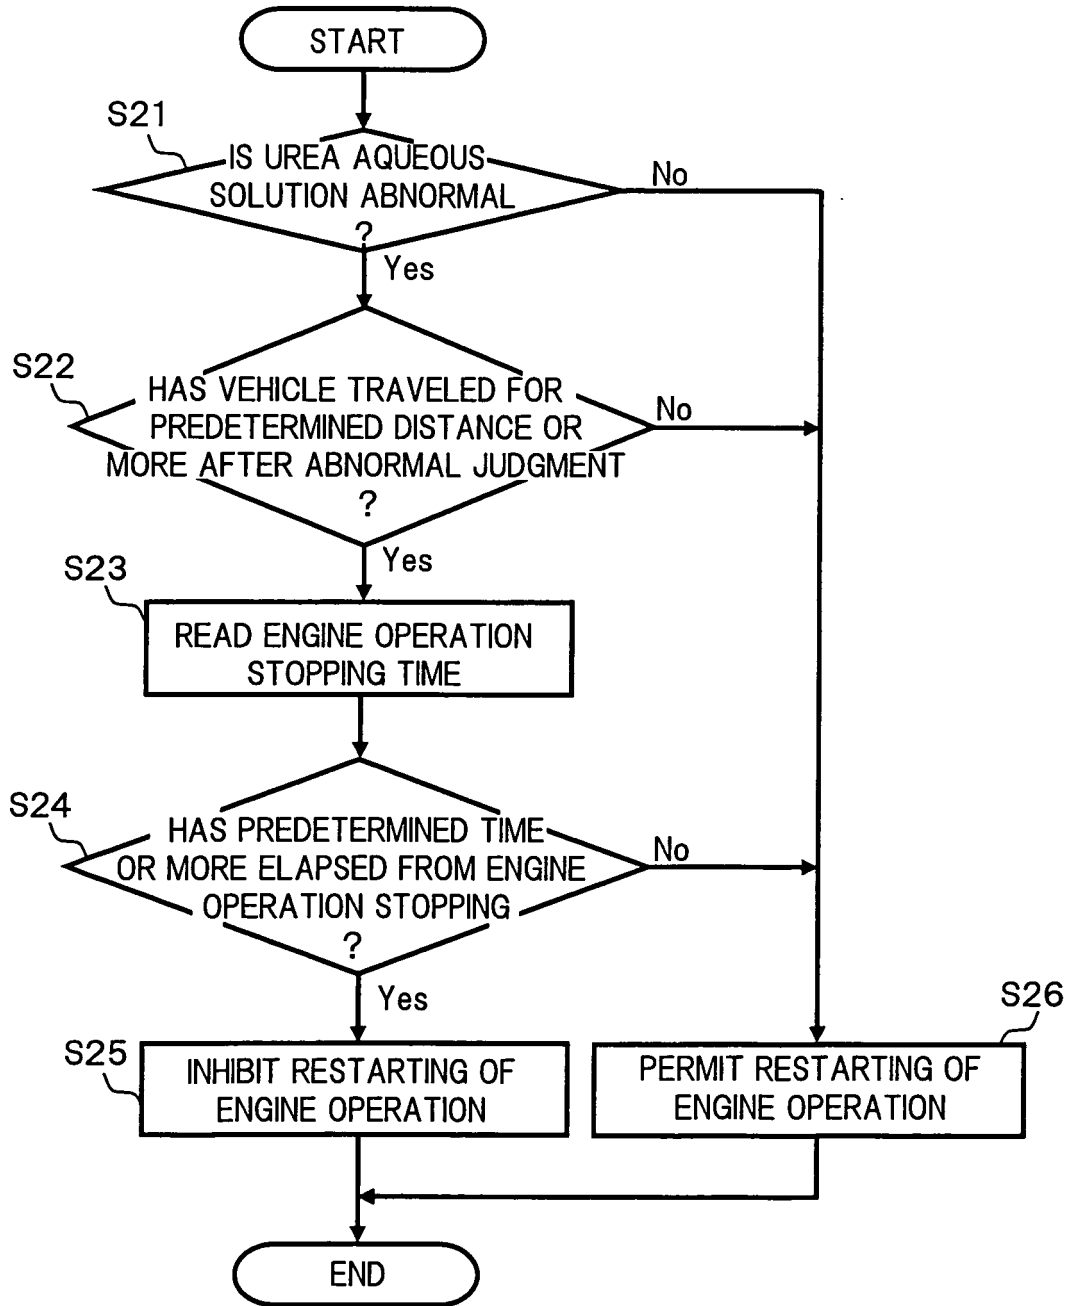 START
S21
IS UREA AQUEOUS
SOLUTION ABNORMAL
?
No
Yes
S22
HAS VEHICLE TRAVELED FOR
PREDETERMINED DISTANCE OR
MORE AFTER ABNORMAL JUDGMENT
?
No
Yes
S23
READ ENGINE OPERATION
STOPPING TIME
S24
HAS PREDETERMINED TIME
OR MORE ELAPSED FROM ENGINE
OPERATION STOPPING
?
No
Yes
S25
INHIBIT RESTARTING OF
ENGINE OPERATION
S26
PERMIT RESTARTING OF
ENGINE OPERATION
END